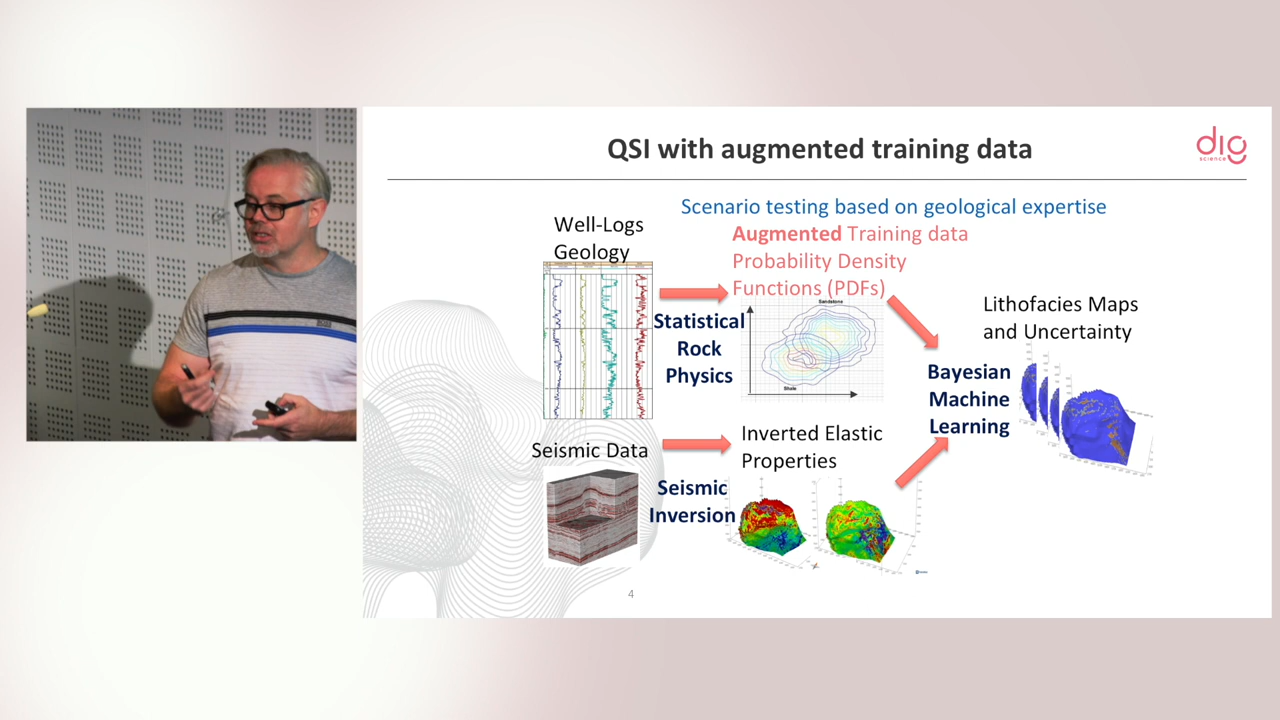 QSI with augmented training data
dig
science
Scenario testing based on geological expertise
Well-Logs
Geology
Augmented Training data
Probability Density
Functions (PDFs)
Sandstone
Shale
Statistical
Rock
Physics
Lithofacies Maps
and Uncertainty
Bayesian
Machine
Learning
Seismic Data
Inverted Elastic
Properties
Seismic
Inversion
4